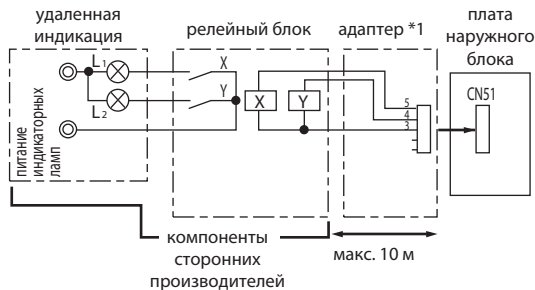 удаленная
индикация
релейный блок
адаптер *1
плата
наружного
блока
L1
L2
X
Y
X
Y
5
4
3
CN51
питание
индикаторных
ламп
компоненты
сторонних
производителей
макс. 10 м